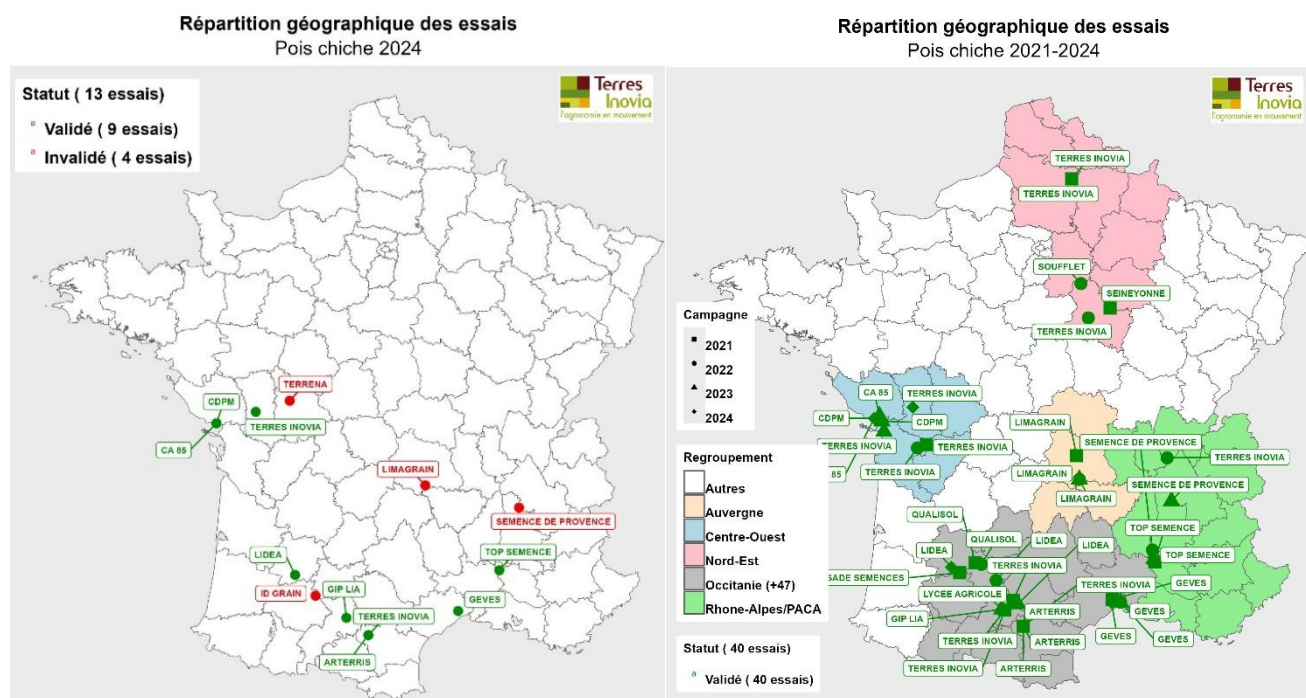 Répartition géographique des essais
Pois chiche 2024
Terres
Inovia
l'agronomie en mouvement
Statut ( 13 essais)
Validé ( 9 essais)
Invalidé ( 4 essais)
TERRENA
CDPM
TERRES INOVIA
CA 85
LIMAGRAIN
SEMENCE DE PROVENCE
LIDEA
TOP SEMENCE
ID GRAIN
GIP LIA
GEVES
TERRES INOVIA
ARTERRIS
Répartition géographique des essais
Pois chiche 2021-2024
Terres
Inovia
l'agronomie en mouvement
TERRES INOVIA
TERRES INOVIA
SOUFFLET
SEINEYONNE
TERRES INOVIA
Campagne
2021
2022
2023
2024
CA 85
TERRES INOVIA
CDPM
CDPM
TERRES INOVIA
TERRES INOVIA
85
TERRES INOVIA
LIMAGRAIN
SEMENCE DE PROVENCE
TERRES INOVIA
LIMAGRAIN
SEMENCE DE PROVENCE
LIMAGRAIN
TOP SEMENCE
TOP SEMENCE
Regroupement
Autres
Auvergne
Centre-Ouest
Nord-Est
Occitanie (+47)
Rhone-Alpes/PACA
QUALISOL
QUALISOL
LIDEA
LIDEA
LIDEA
TERRES INOVIA
GADE SEMENCES
LYCEE AGRICOLE
TERRES INOVIA
GEVES
GIP LIA
ARTERRIS
GEVES
TERRES INOVIA
ARTERRIS
GEVES
GEVES
TERRES INOVIA
ARTERRIS
Statut ( 40 essais)
Validé ( 40 essais)